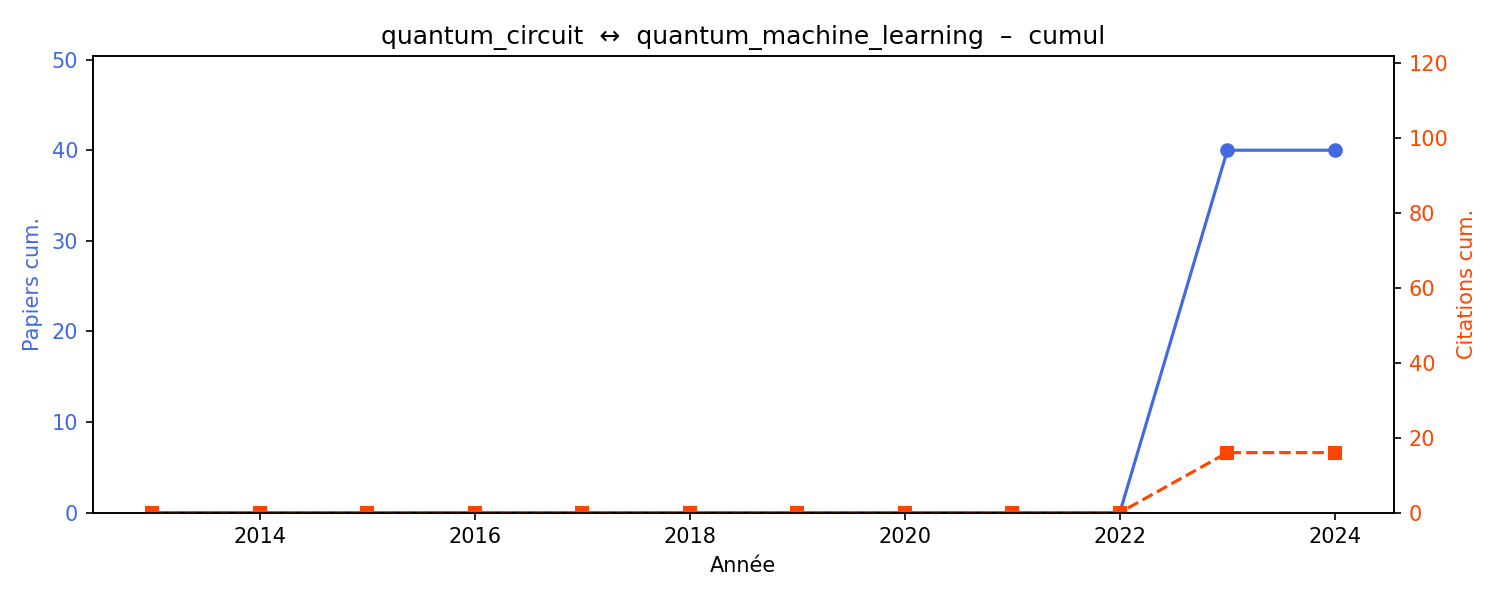 quantum_circuit ↔ quantum_machine_learning – cumul
50
40
30
20
10
0
Papiers cum.
120
100
80
60
40
20
0
Citations cum.
2014 2016 2018 2020 2022 2024
Année